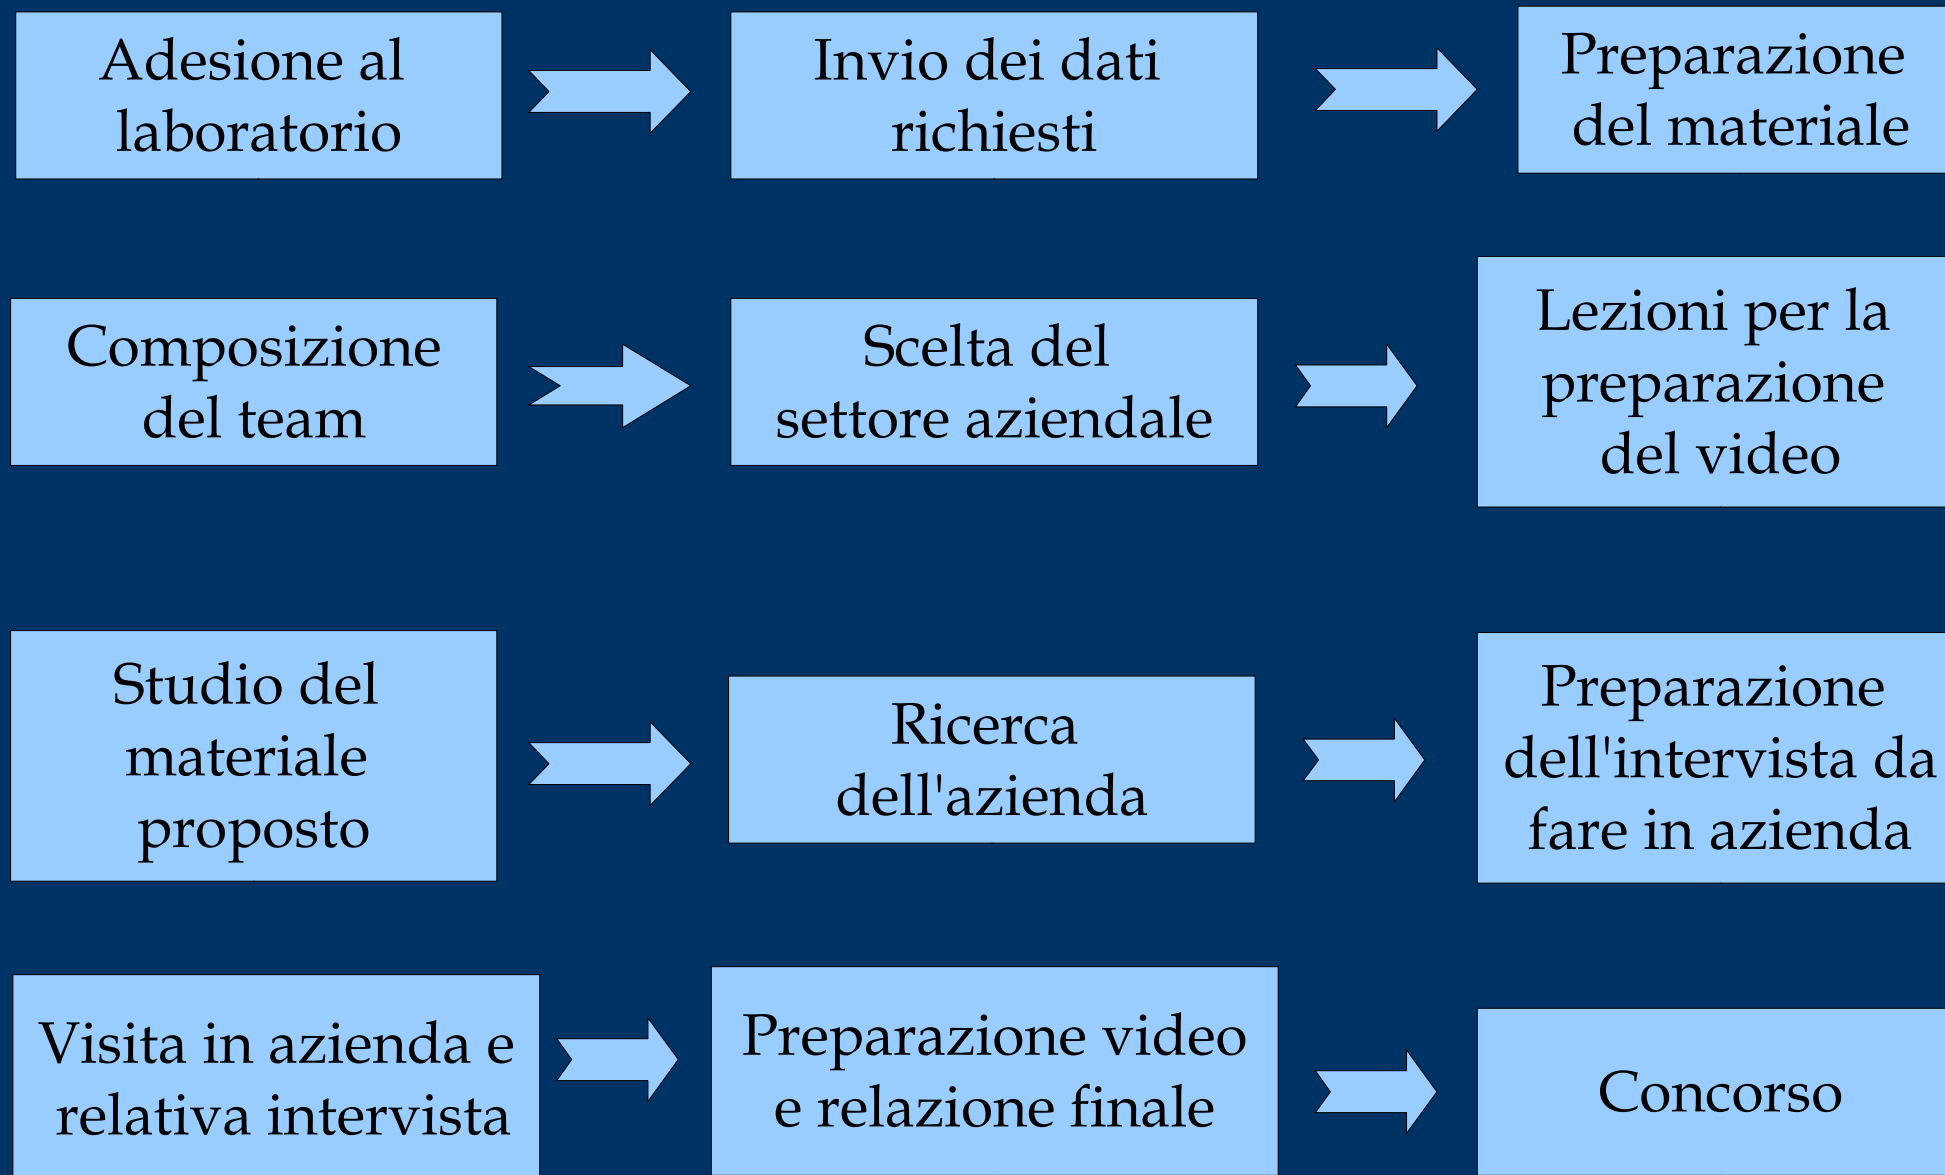 Adesione al
laboratorio
Invio dei dati
richiesti
Preparazione
del materiale
Composizione
del team
Scelta del
settore aziendale
Lezioni per la
preparazione
del video
Studio del
materiale
proposto
Ricerca
dell'azienda
Preparazione
dell'intervista da
fare in azienda
Visita in azienda e
relativa intervista
Preparazione video
e relazione finale
Concorso